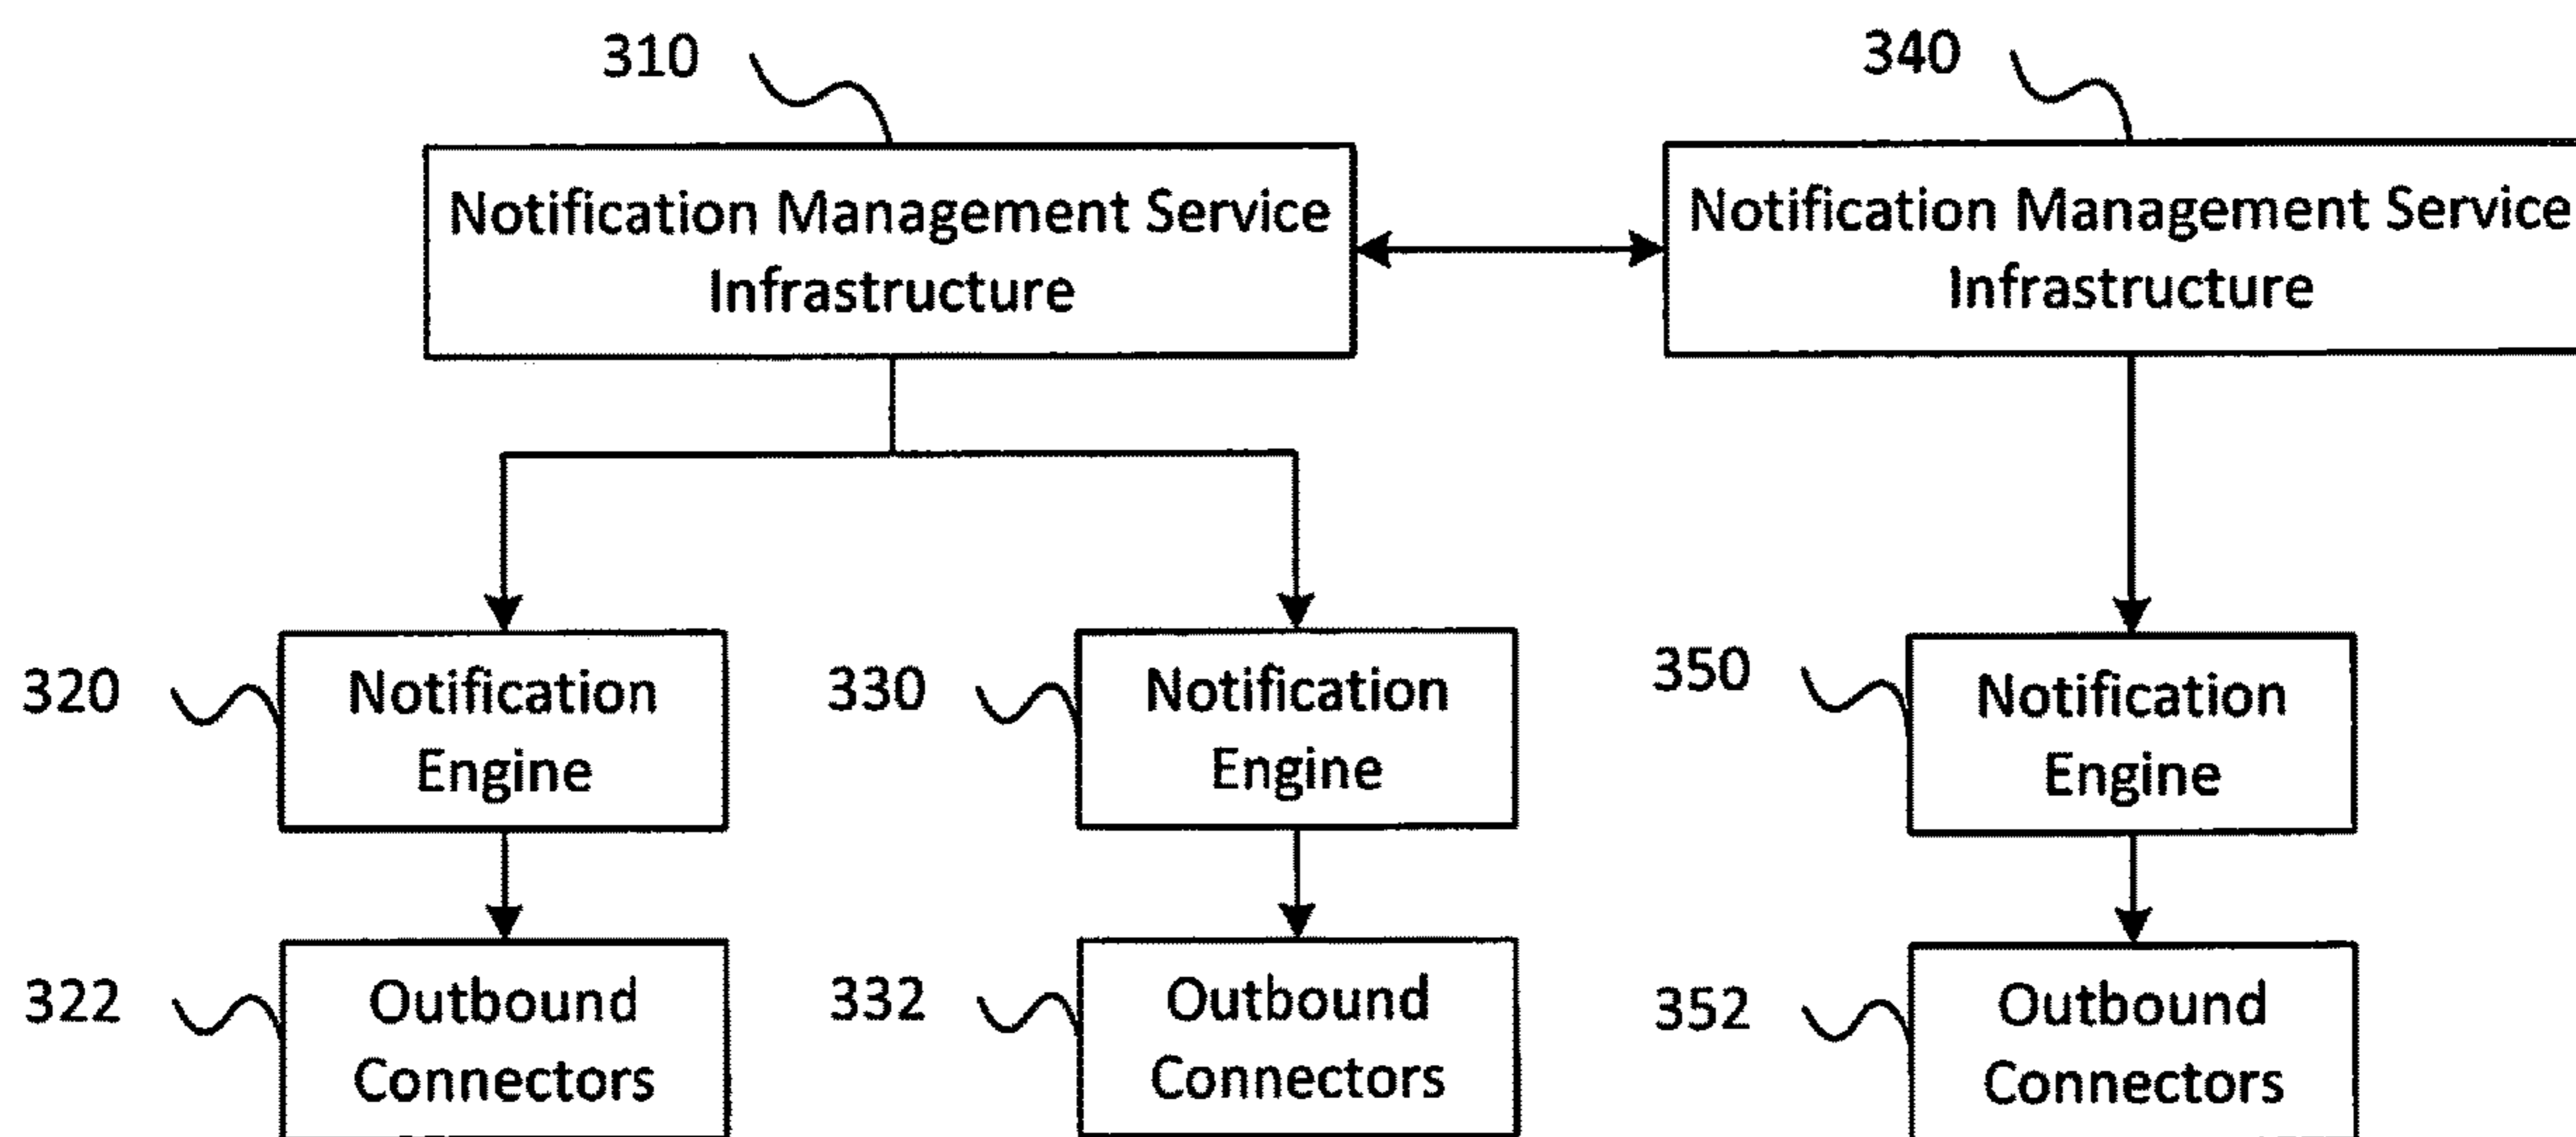 310
340
Notification Management Service
Infrastructure
Notification Management Service
Infrastructure
320
Notification
Engine
330
Notification
Engine
350
Notification
Engine
322
Outbound
Connectors
332
Outbound
Connectors
352
Outbound
Connectors